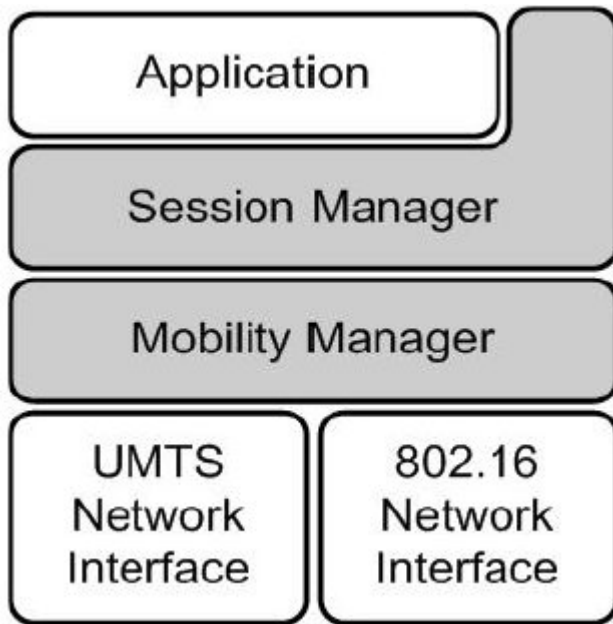 Application
Session Manager
Mobility Manager
UMTS
Network
Interface
802.16
Network
Interface